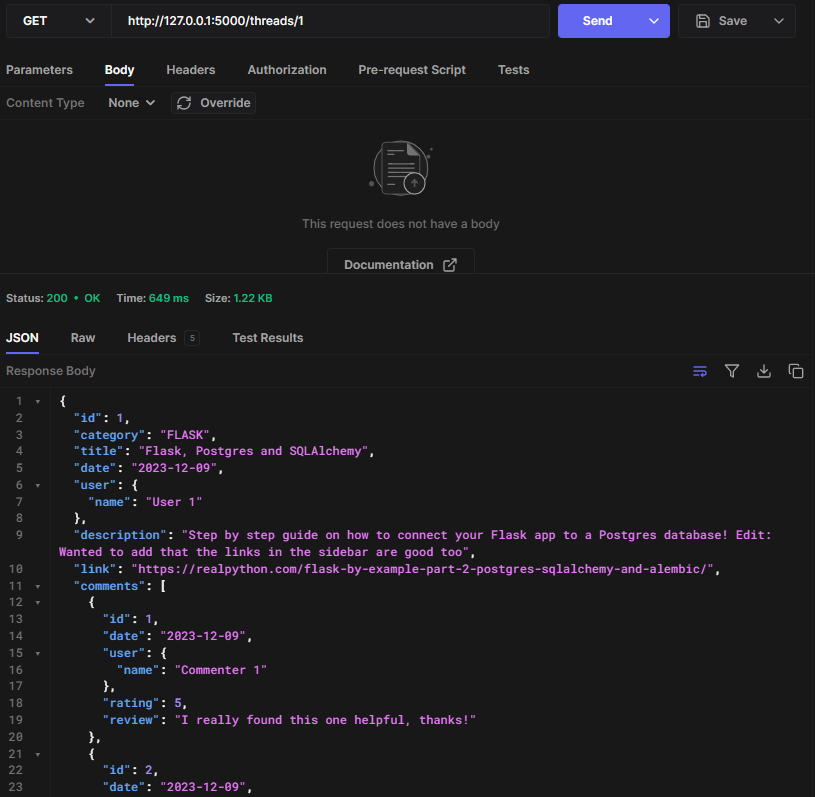 GET http://127.0.0.1:5000/threads/1 Send Save
Parameters Body Headers Authorization Pre-request Script Tests
Content Type None Override
This request does not have a body
Documentation
Status: 200 • OK Time: 649 ms Size: 1.22 KB
JSON Raw Headers 5 Test Results
Response Body
1 {
2 "id": 1,
3 "category": "FLASK",
4 "title": "Flask, Postgres and SQLAlchemy",
5 "date": "2023-12-09",
6 "user": {
7 "name": "User 1"
8 },
9 "description": "Step by step guide on how to connect your Flask app to a Postgres database! Edit:
Wanted to add that the links in the sidebar are good too",
10 "link": "https://realpython.com/flask-by-example-part-2-postgres-sqlalchemy-and-alembic/",
11 "comments": [
12 {
13 "id": 1,
14 "date": "2023-12-09",
15 "user": {
16 "name": "Commenter 1"
17 },
18 "rating": 5,
19 "review": "I really found this one helpful, thanks!"
20 },
21 {
22 "id": 2,
23 "date": "2023-12-09",